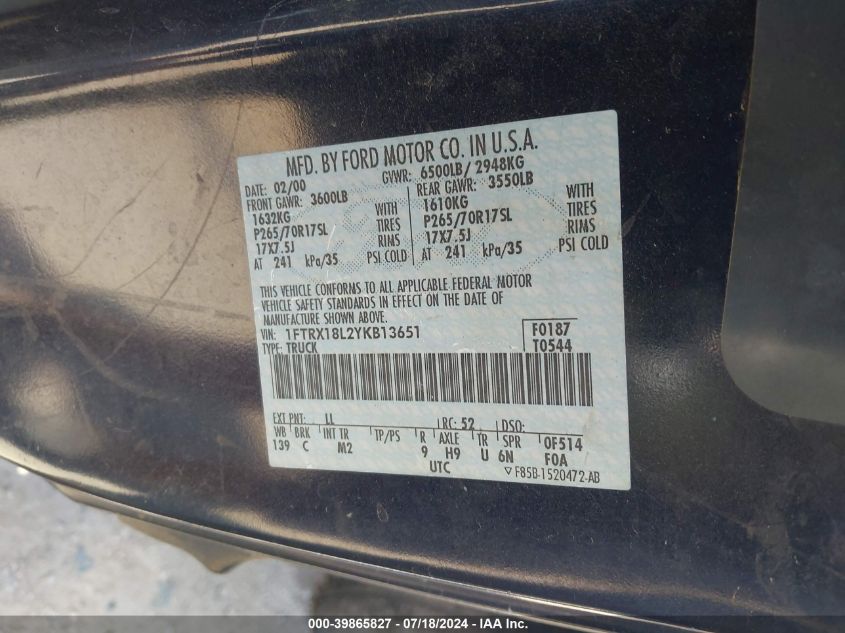 MFD. BY FORD MOTOR CO. IN U.S.A.
DATE: 02/00 GVWR: 6500LB/ 2948KG
FRONT GAWR: 3600LB REAR GAWR: 3550LB
1632KG WITH 1610KG WITH
P265/70R17SL TIRES P265/70R17SL TIRES
17X7.5J RIMS 17X7.5J RIMS
AT 241 kPa/35 PSI COLD AT 241 kPa/35 PSI COLD
THIS VEHICLE CONFORMS TO ALL APPLICABLE FEDERAL MOTOR
VEHICLE SAFETY STANDARDS IN EFFECT ON THE DATE OF
MANUFACTURE SHOWN ABOVE.
VIN: 1FTRX18L2YKB13651 F0187
TYPE: TRUCK T0544
EXT PNT: LL RC: 52 DSO:
WB BRK INT TR TP/PS R AXLE TR SPR 0F514
139 C M2 9 H9 U 6N F0A
UTC F85B-1520472-AB
000-39865827 - 07/18/2024 - IAA Inc.